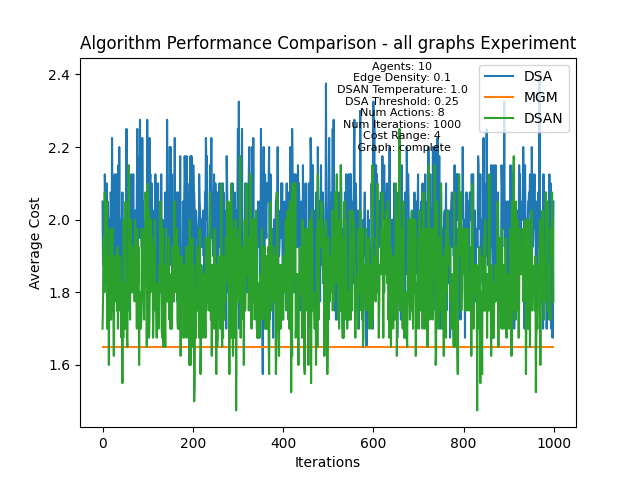 Algorithm Performance Comparison - all graphs Experiment
Agents: 10
Edge Density: 0.1
DSAN Temperature: 1.0
DSA Threshold: 0.25
Num Actions: 8
Num Iterations: 1000
Cost Range: 4
Graph: complete
DSA
MGM
DSAN
Average Cost
2.4
2.2
2.0
1.8
1.6
0
200
400
600
800
1000
Iterations